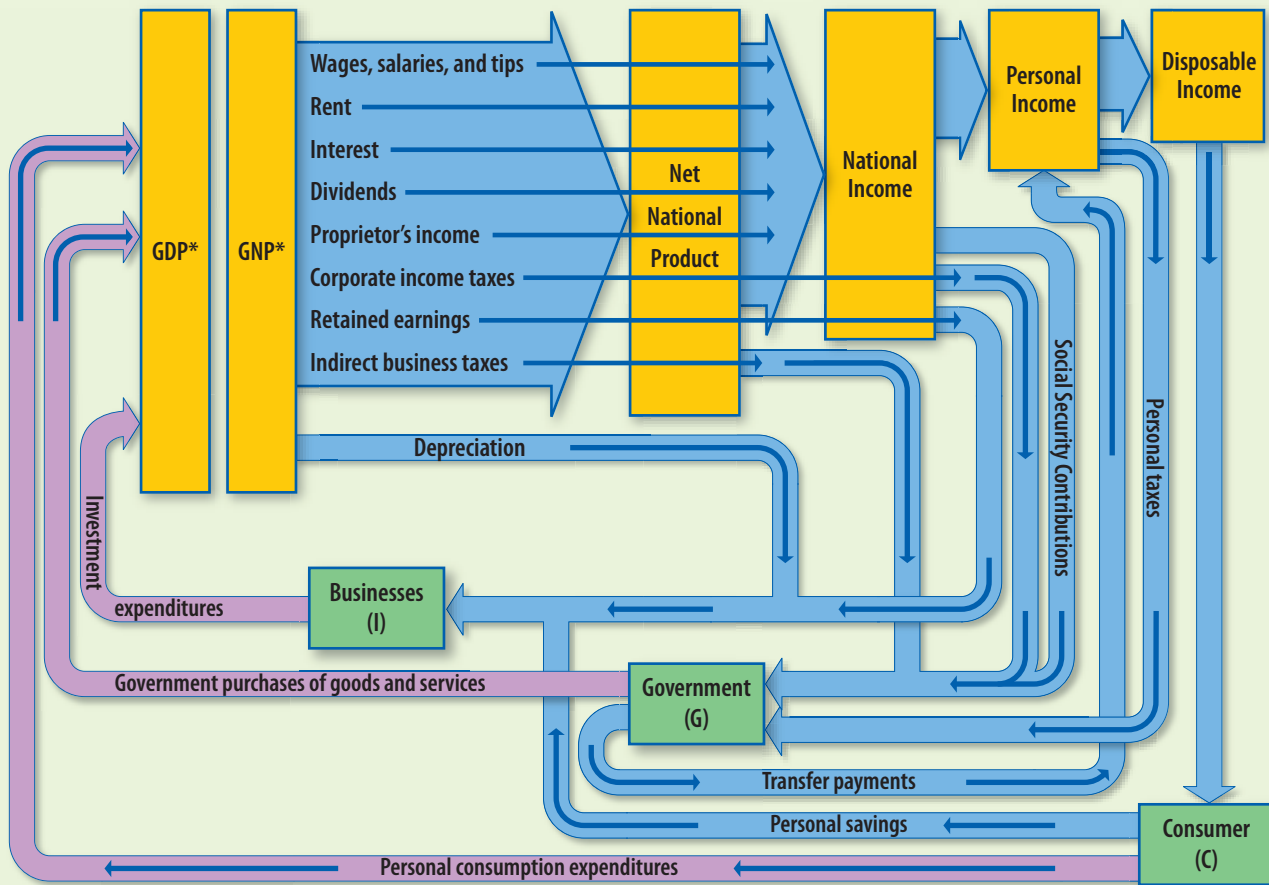 GDP*
GNP*
Wages, salaries, and tips
Rent
Interest
Dividends
Proprietor's income
Corporate income taxes
Retained earnings
Indirect business taxes
Net
National
Product
National
Income
Personal
Income
Disposable
Income
Depreciation
Social Security Contributions
Personal taxes
Investment
expenditures
Businesses
(I)
Government purchases of goods and services
Government
(G)
Transfer payments
Personal savings
Personal consumption expenditures
Consumer
(C)